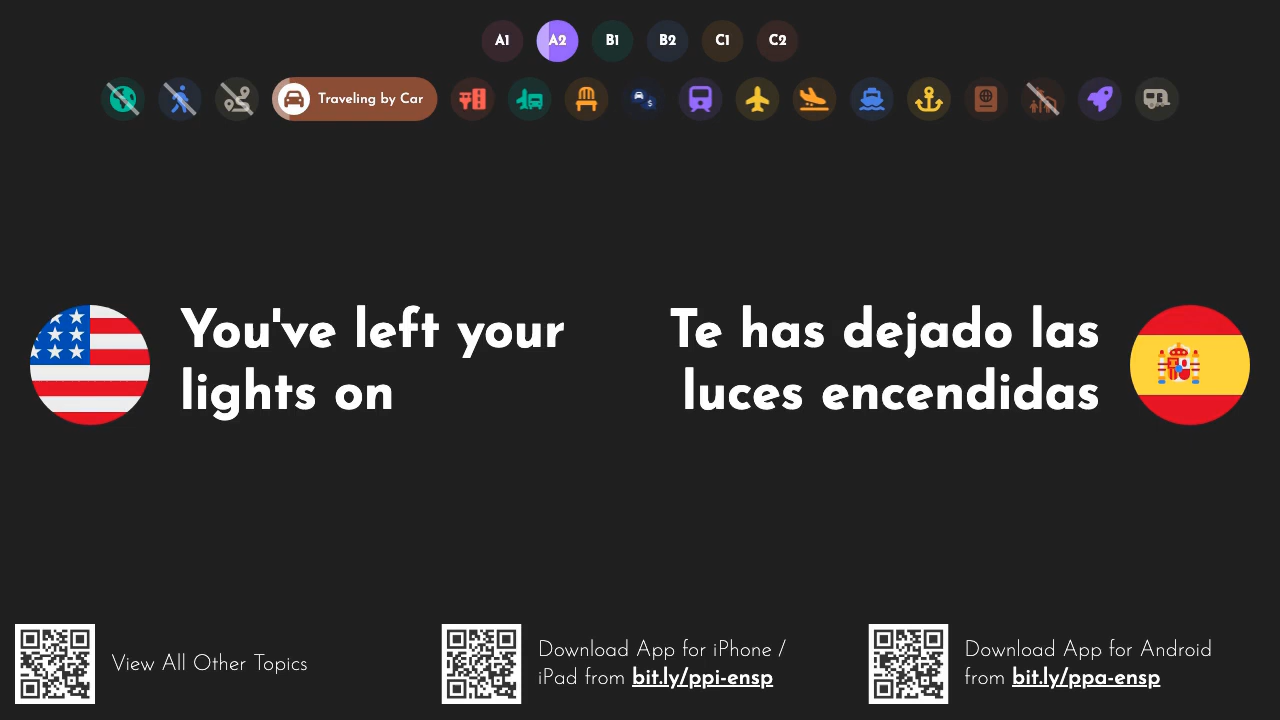 A1 A2 B1 B2 C1 C2
Traveling by Car
You've left your
lights on
Te has dejado las
luces encendidas
View All Other Topics
Download App for iPhone /
iPad from bit.ly/ppi-ensp
Download App for Android
from bit.ly/ppa-ensp